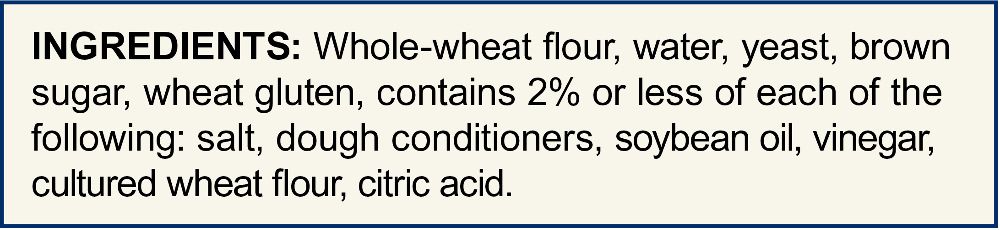 INGREDIENTS: Whole-wheat flour, water, yeast, brown
sugar, wheat gluten, contains 2% or less of each of the
following: salt, dough conditioners, soybean oil, vinegar,
cultured wheat flour, citric acid.